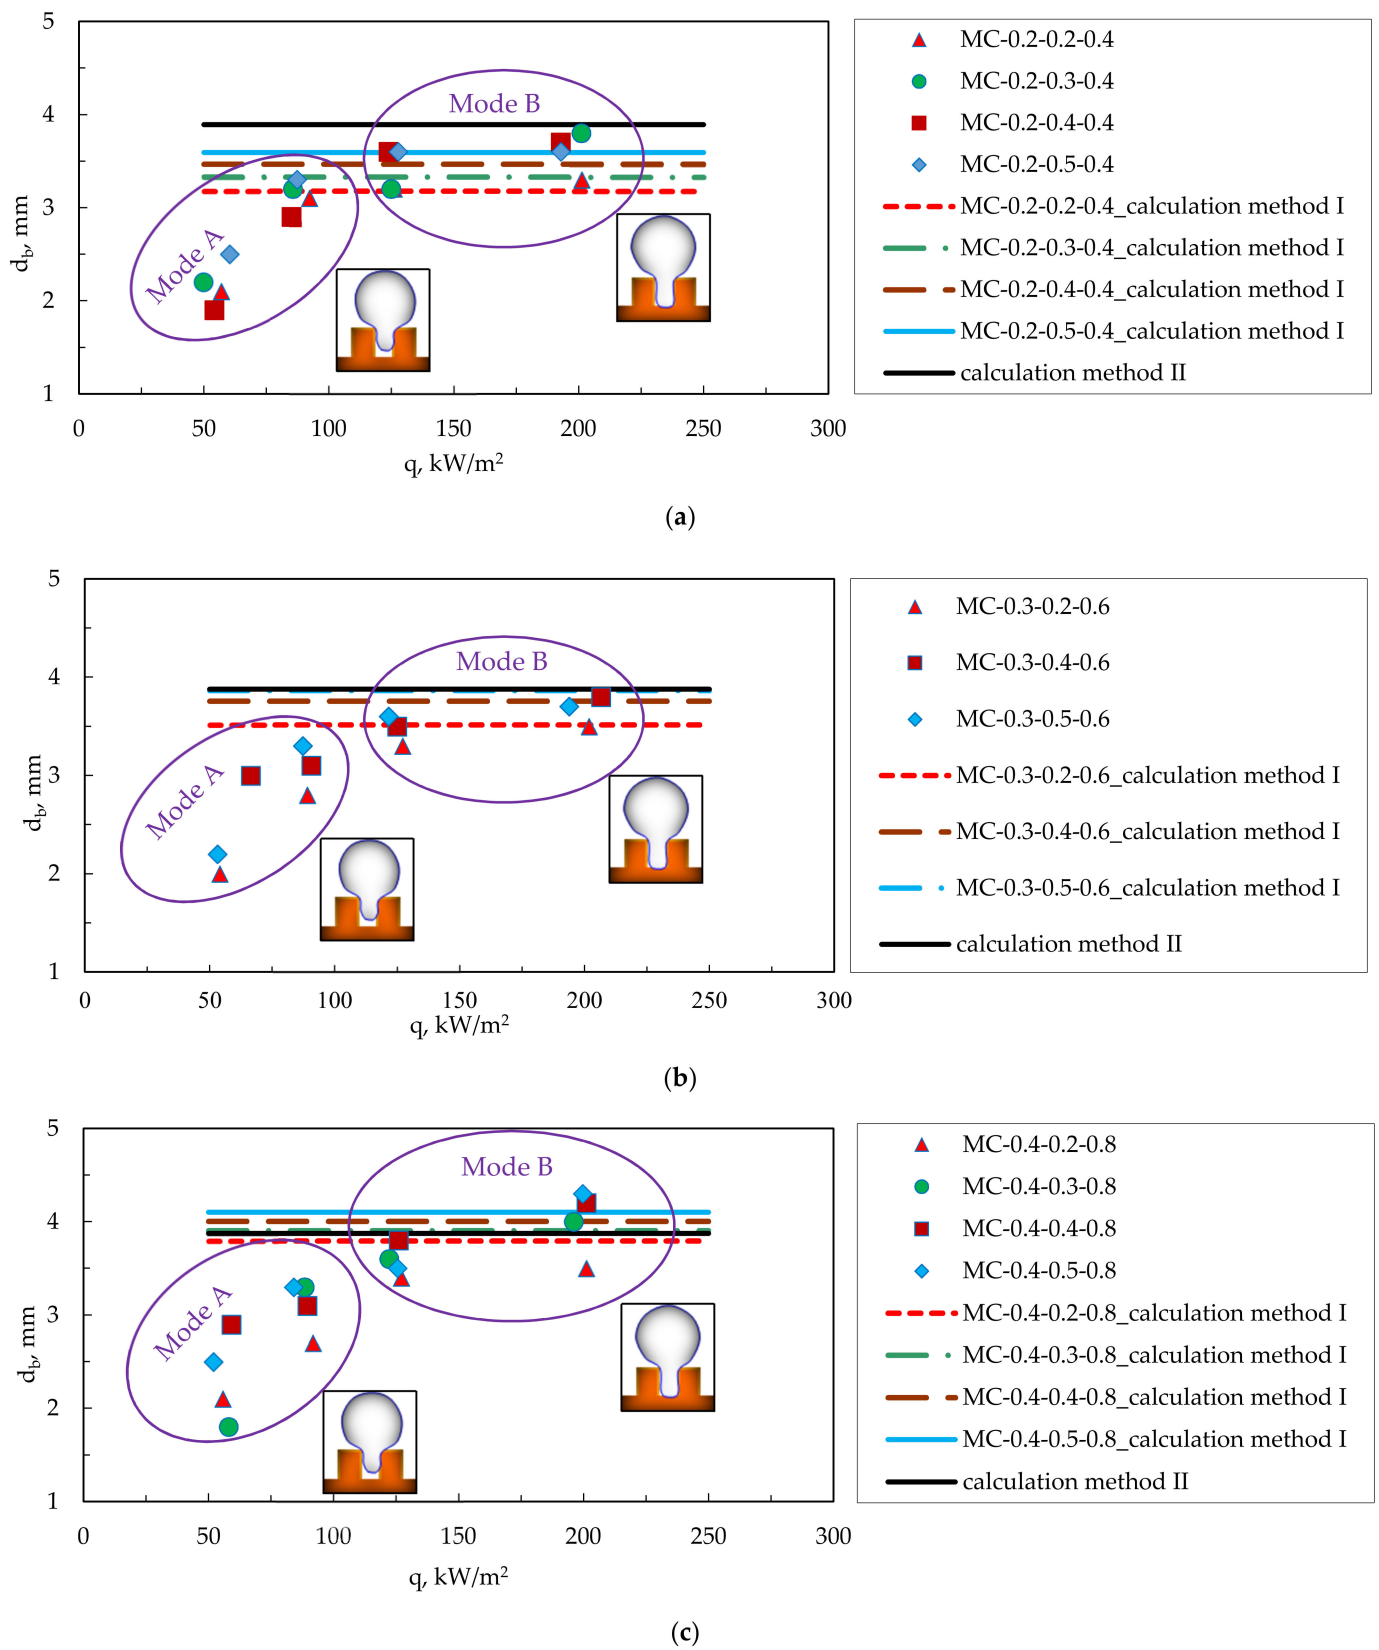 5
4
3
2
1
0
50
100
150
200
250
300
d_b, mm
q, kW/m²
Mode A
Mode B
MC-0.2-0.2-0.4
MC-0.2-0.3-0.4
MC-0.2-0.4-0.4
MC-0.2-0.5-0.4
MC-0.2-0.2-0.4_calculation method I
MC-0.2-0.3-0.4_calculation method I
MC-0.2-0.4-0.4_calculation method I
MC-0.2-0.5-0.4_calculation method I
calculation method II
(a)
5
4
3
2
1
0
50
100
150
200
250
300
d_b, mm
q, kW/m²
Mode A
Mode B
MC-0.3-0.2-0.6
MC-0.3-0.4-0.6
MC-0.3-0.5-0.6
MC-0.3-0.2-0.6_calculation method I
MC-0.3-0.4-0.6_calculation method I
MC-0.3-0.5-0.6_calculation method I
calculation method II
(b)
5
4
3
2
1
0
50
100
150
200
250
300
d_b, mm
q, kW/m²
Mode A
Mode B
MC-0.4-0.2-0.8
MC-0.4-0.3-0.8
MC-0.4-0.4-0.8
MC-0.4-0.5-0.8
MC-0.4-0.2-0.8_calculation method I
MC-0.4-0.3-0.8_calculation method I
MC-0.4-0.4-0.8_calculation method I
MC-0.4-0.5-0.8_calculation method I
calculation method II
(c)